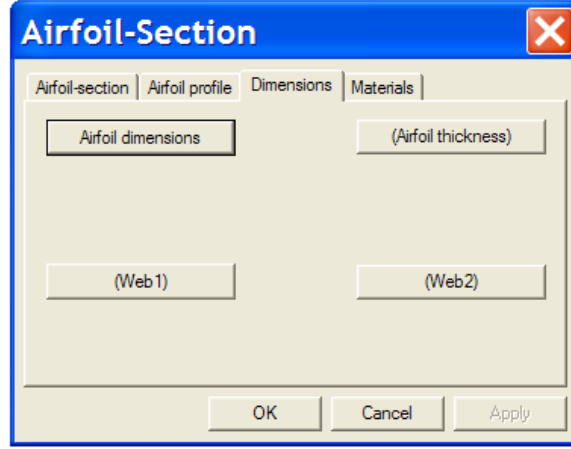 Airfoil-Section
Airfoil-section Airfoil profile Dimensions Materials
Airfoil dimensions (Airfoil thickness)
(Web1) (Web2)
OK Cancel Apply